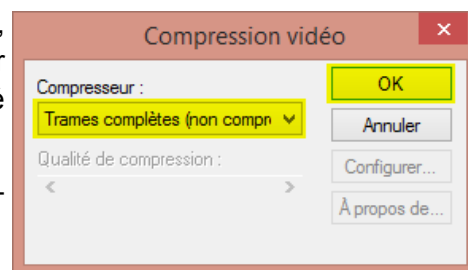 Compression vidéo
Compresseur :
OK
Trames complètes (non compr
Annuler
Qualité de compression :
Configurer...
À propos de...